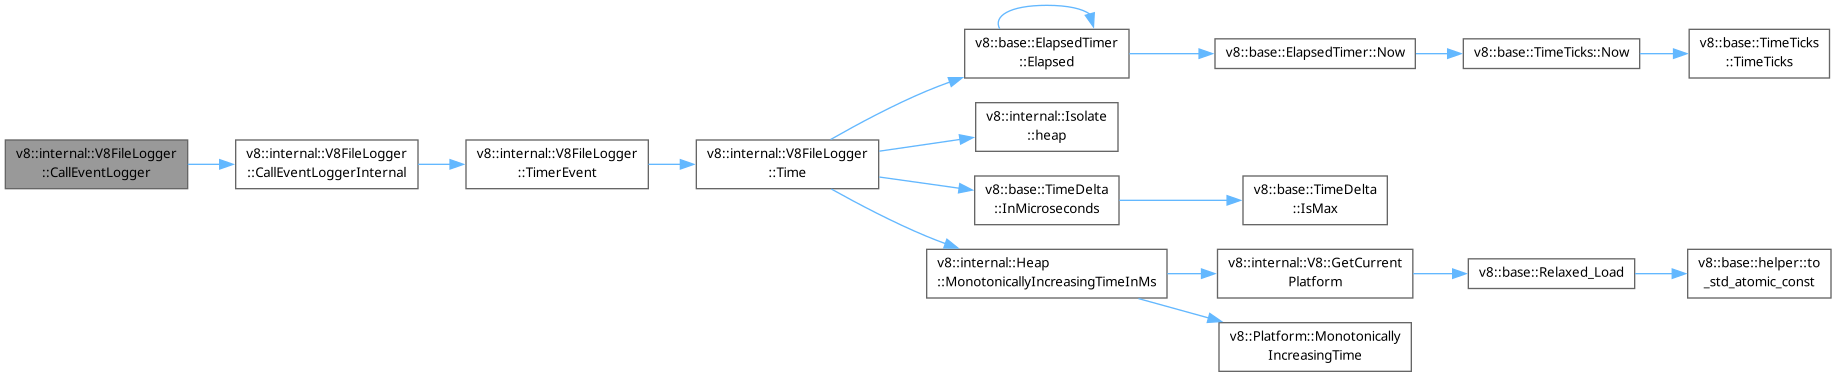 v8::internal::V8FileLogger
::CallEventLogger
v8::internal::V8FileLogger
::CallEventLoggerInternal
v8::internal::V8FileLogger
::TimerEvent
v8::internal::V8FileLogger
::Time
v8::base::ElapsedTimer
::Elapsed
v8::base::ElapsedTimer::Now
v8::base::TimeTicks::Now
v8::base::TimeTicks
::TimeTicks
v8::internal::Isolate
::heap
v8::base::TimeDelta
::InMicroseconds
v8::base::TimeDelta
::IsMax
v8::internal::Heap
::MonotonicallyIncreasingTimeInMs
v8::internal::V8::GetCurrent
Platform
v8::base::Relaxed_Load
v8::base::helper::to
_std_atomic_const
v8::Platform::Monotonically
IncreasingTime